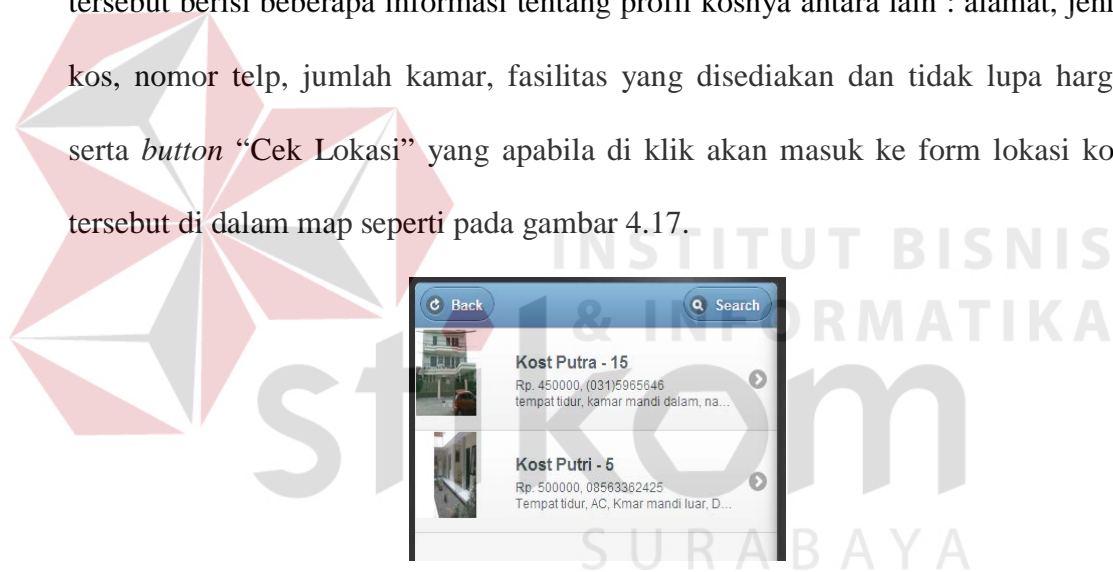 tersebut berisi beberapa informasi tentang profil kosnya antara lain : alamat,
kos, nomor telp, jumlah kamar, fasilitas yang disediakan dan tidak lupa harg
serta button “Cek Lokasi” yang apabila di klik akan masuk ke form lokasi ko
tersebut di dalam map seperti pada gambar 4.17.
INSTITUT BISNIS
& INFORMATIKA
stikom
SURABAYA
Back
Search
Kost Putra - 15
Rp. 450000, (031)5965646
tempat tidur, kamar mandi dalam, na...
Kost Putri - 5
Rp. 500000, 08563362425
Tempat tidur, AC, Kmar mandi luar, D...